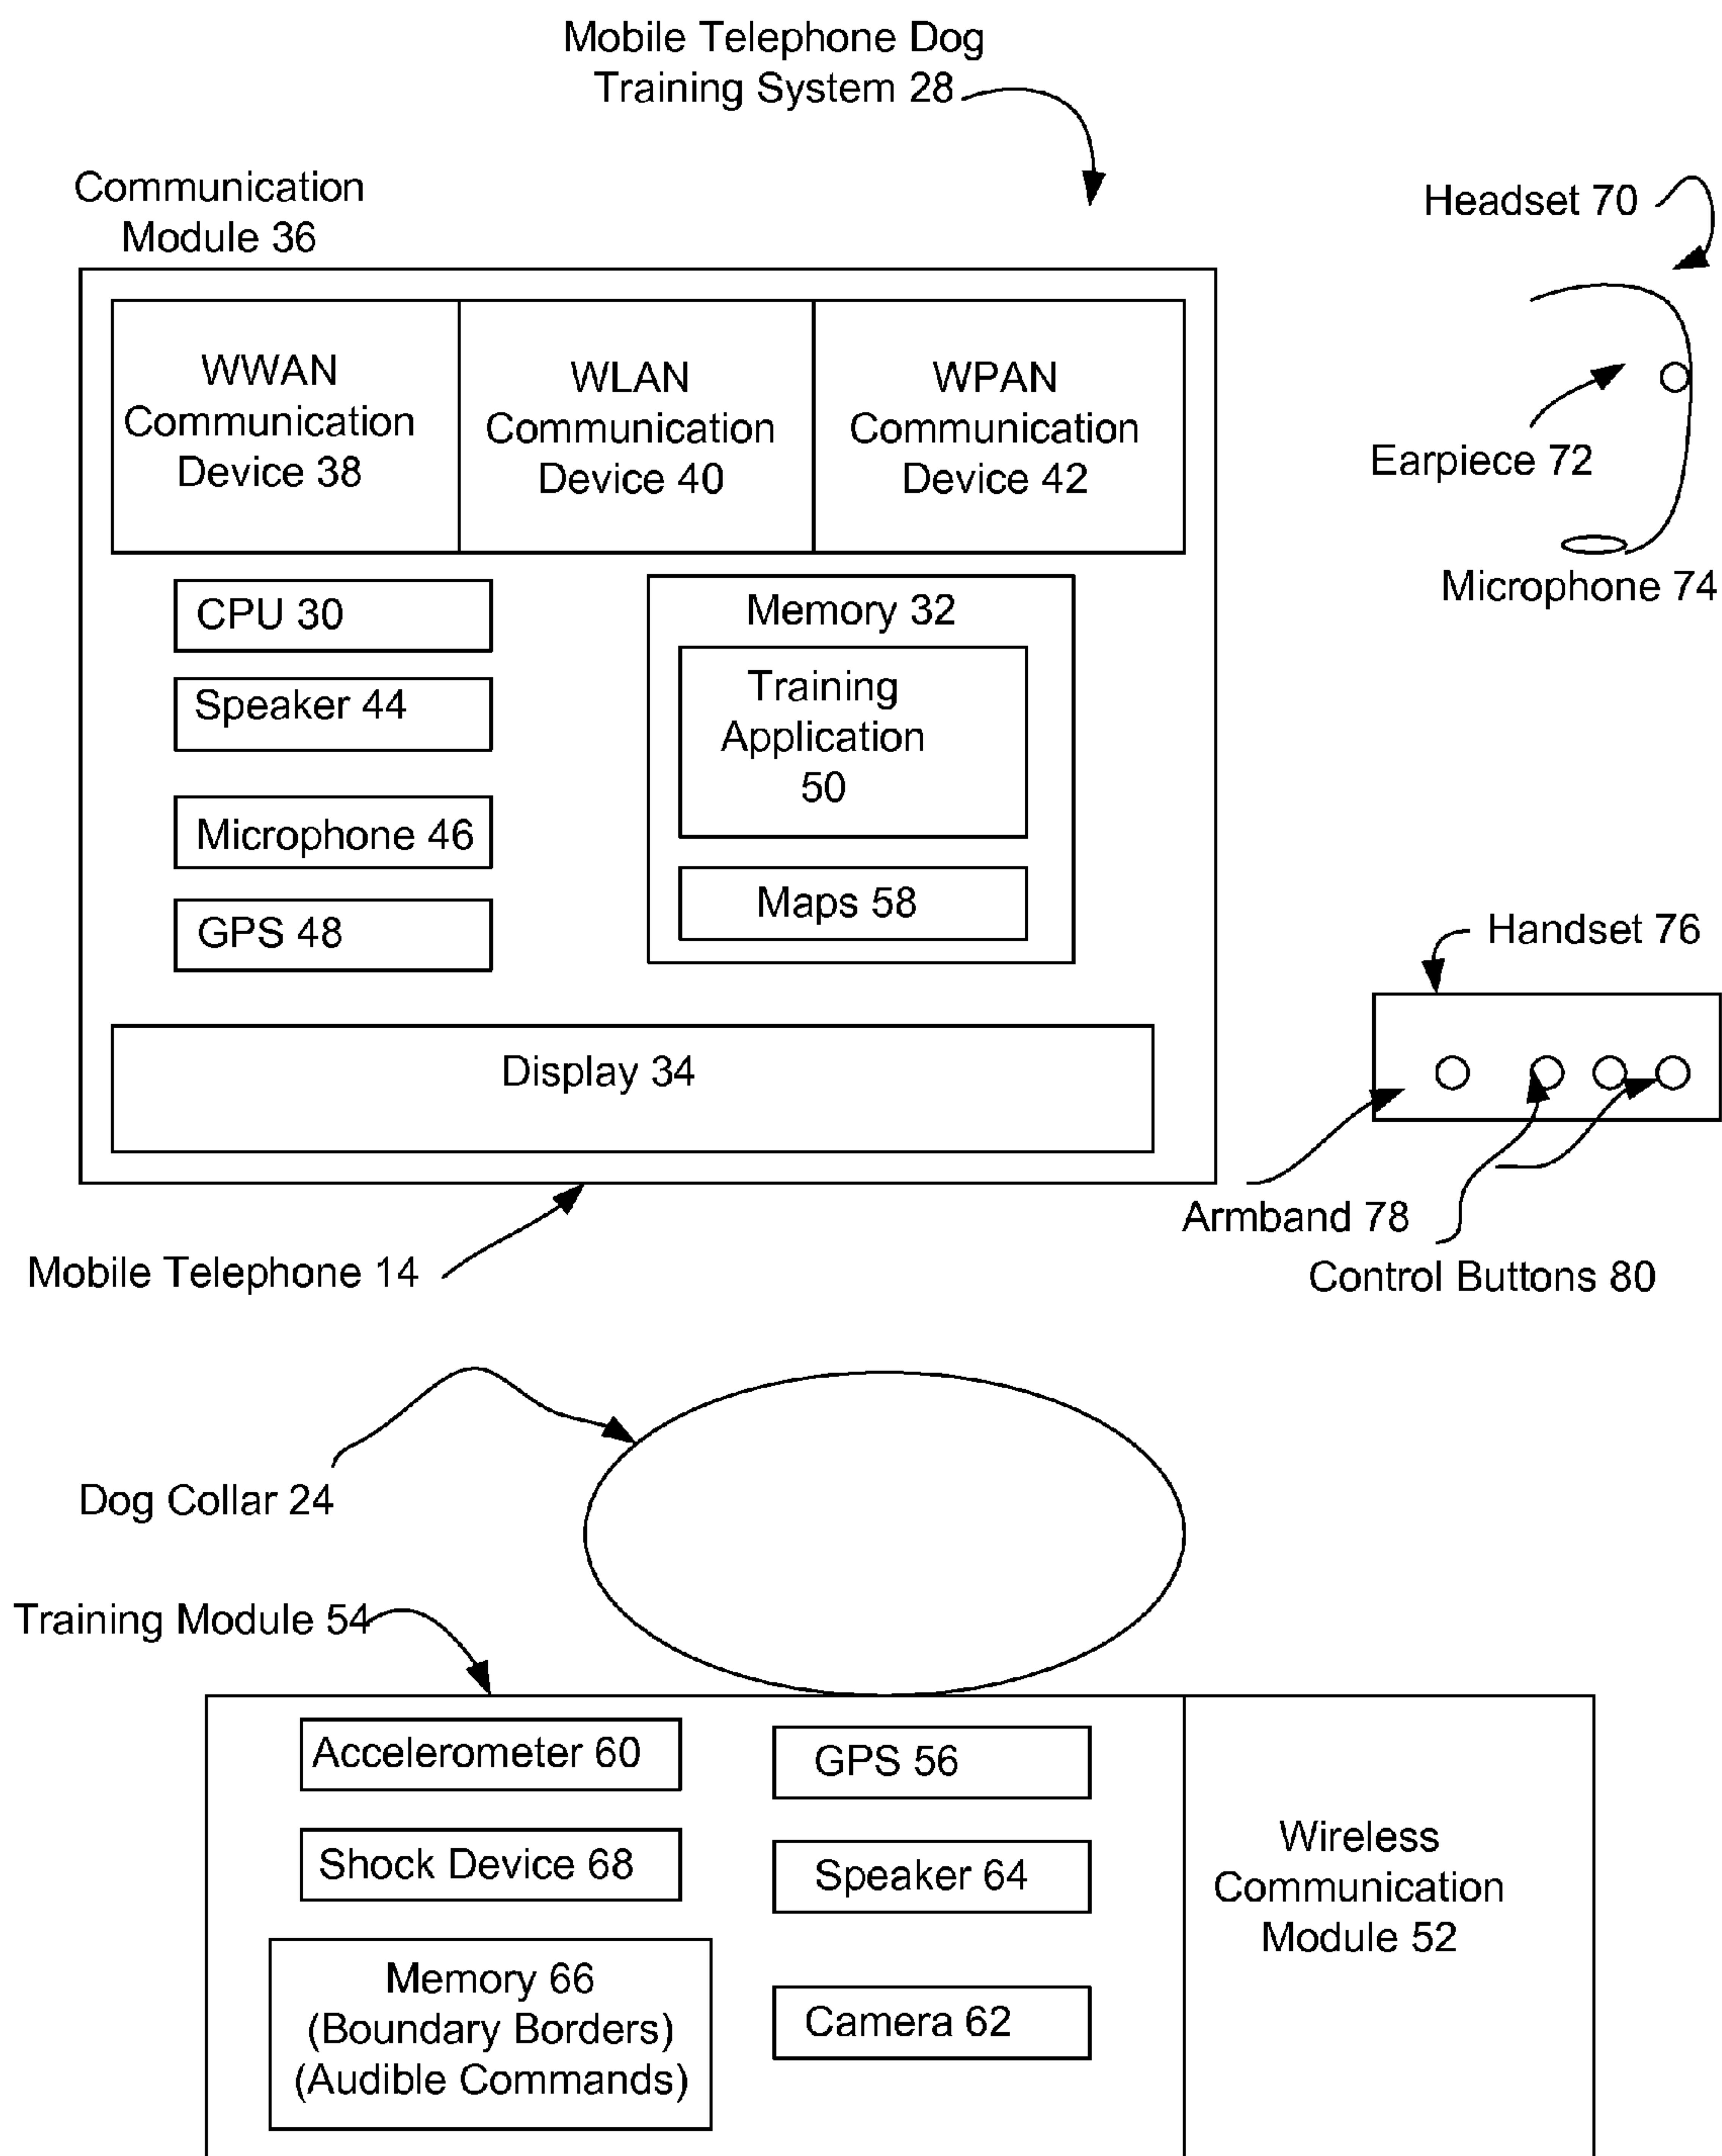 Mobile Telephone Dog
Training System 28
Communication
Module 36
Headset 70
WWAN
Communication
Device 38
WLAN
Communication
Device 40
WPAN
Communication
Device 42
Earpiece 72
Microphone 74
CPU 30
Speaker 44
Microphone 46
GPS 48
Memory 32
Training
Application
50
Maps 58
Handset 76
Display 34
Armband 78
Control Buttons 80
Mobile Telephone 14
Dog Collar 24
Training Module 54
Accelerometer 60
GPS 56
Shock Device 68
Speaker 64
Memory 66
(Boundary Borders)
(Audible Commands)
Camera 62
Wireless
Communication
Module 52